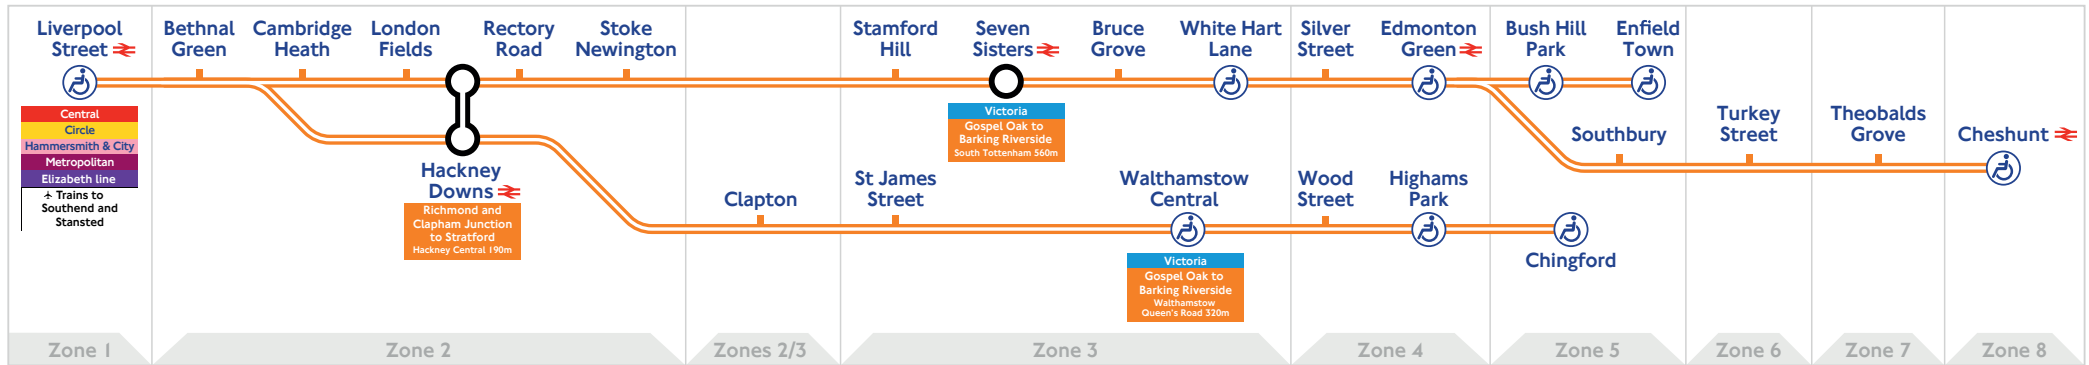 Liverpool
Street
Bethnal
Green
Cambridge
Heath
London
Fields
Rectory
Road
Stoke
Newington
Stamford
Hill
Seven
Sisters
Bruce
Grove
White Hart
Lane
Silver
Street
Edmonton
Green
Bush Hill
Park
Enfield
Town
Central
Circle
Hammersmith & City
Metropolitan
Elizabeth line
Trains to
Southend and
Stansted
Victoria
Gospel Oak to
Barking Riverside
South Tottenham 560m
Southbury
Turkey
Street
Theobalds
Grove
Cheshunt
Hackney
Downs
Richmond and
Clapham Junction
to Stratford
Hackney Central 190m
Clapton
St James
Street
Walthamstow
Central
Wood
Street
Highams
Park
Chingford
Victoria
Gospel Oak to
Barking Riverside
Walthamstow
Queen's Road 320m
Zone 1
Zone 2
Zones 2/3
Zone 3
Zone 4
Zone 5
Zone 6
Zone 7
Zone 8